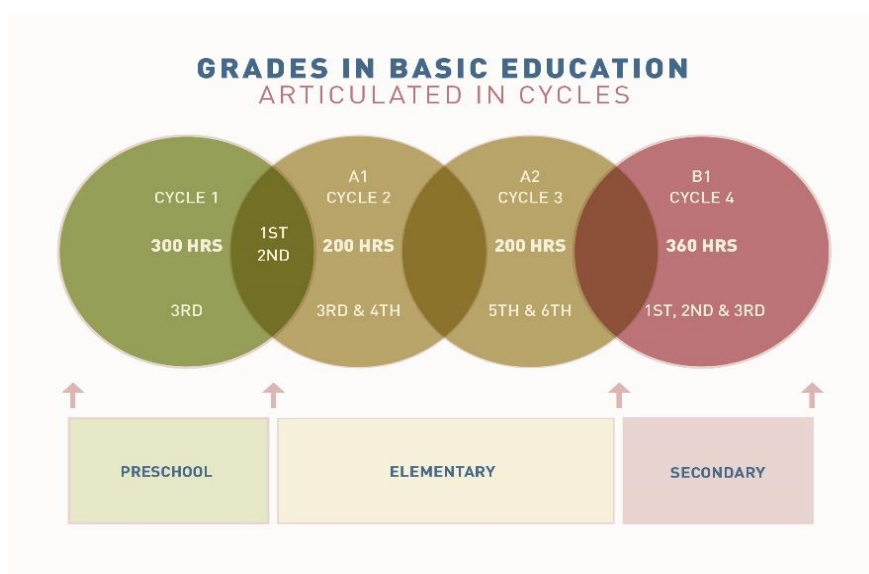 GRADES IN BASIC EDUCATION
ARTICULATED IN CYCLES
CYCLE 1
300 HRS
3RD
1ST
2ND
A1
CYCLE 2
200 HRS
3RD & 4TH
A2
CYCLE 3
200 HRS
5TH & 6TH
B1
CYCLE 4
360 HRS
1ST, 2ND & 3RD
PRESCHOOL
ELEMENTARY
SECONDARY